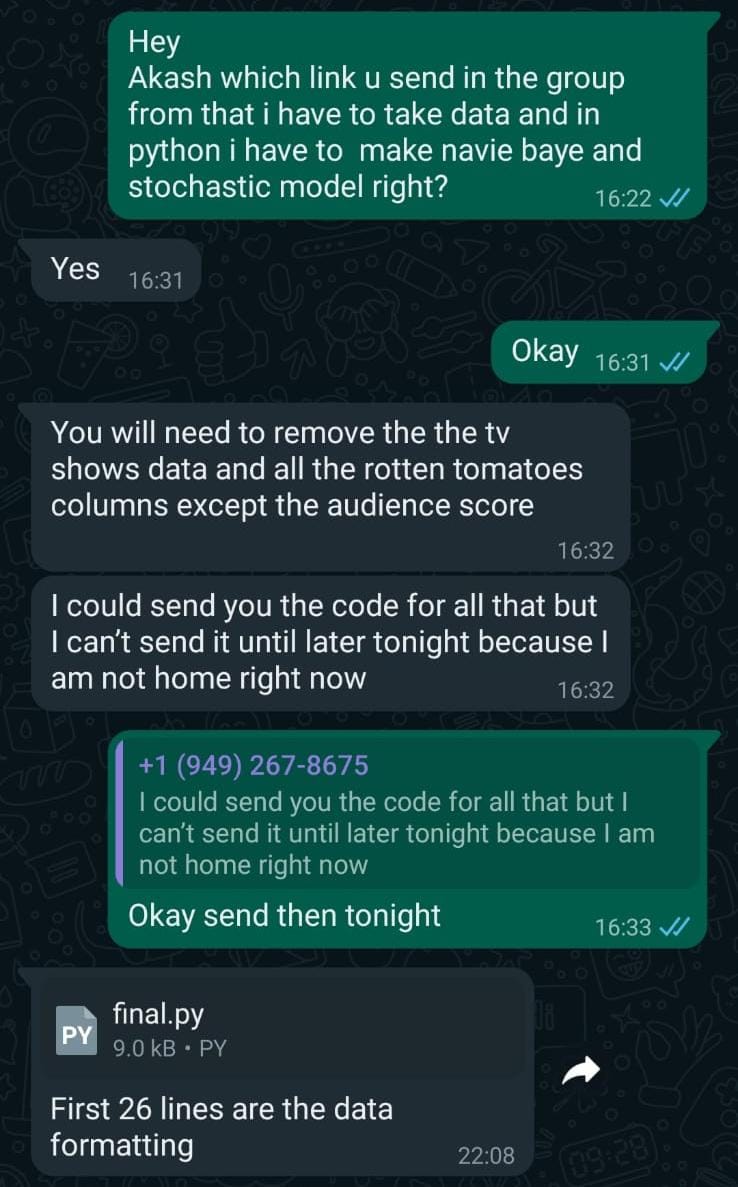 Hey
Akash which link u send in the group
from that i have to take data and in
python i have to make navie baye and
stochastic model right?
16:22
Yes 16:31
Okay 16:31
You will need to remove the the tv
shows data and all the rotten tomatoes
columns except the audience score
16:32
I could send you the code for all that but
I can't send it until later tonight because I
am not home right now
16:32
+1 (949) 267-8675
I could send you the code for all that but I
can't send it until later tonight because I am
not home right now
Okay send then tonight 16:33
PY
final.py
9.0 kB • PY
First 26 lines are the data
formatting
22:08